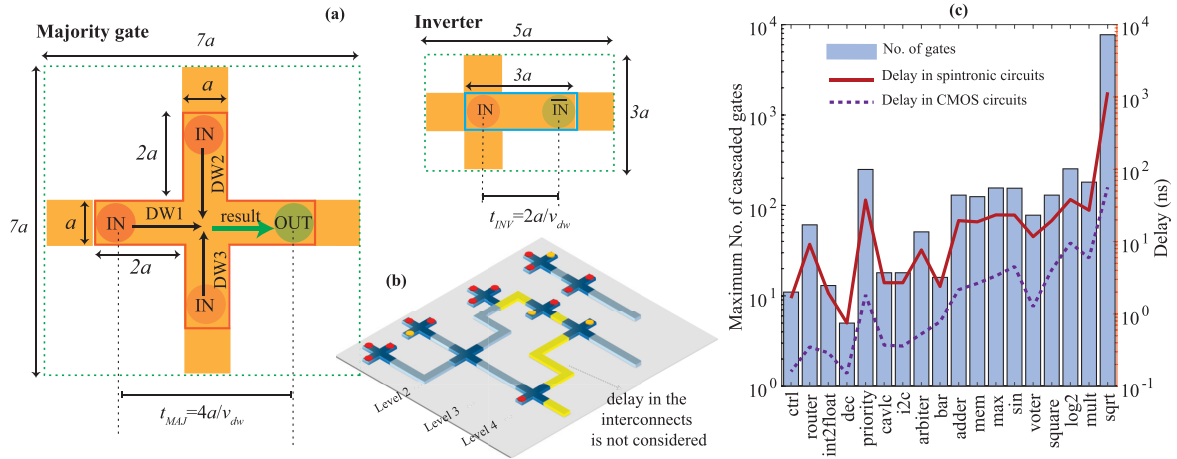 (a)
Majority gate
7a
7a
a
IN
2a
DW2
a
IN
DW1
result
OUT
2a
DW3
IN
t_MAJ=4a/v_dw
Inverter
5a
3a
IN
IN̅
3a
t_INV=2a/v_dw
(b)
Level 2
Level 3
Level 4
delay in the
interconnects
is not considered
(c)
No. of gates
Delay in spintronic circuits
Delay in CMOS circuits
Maximum No. of cascaded gates
10^4
10^3
10^2
10^1
10^0
Delay (ns)
10^4
10^3
10^2
10^1
10^0
10^-1
ctrl
router
int2float
dec
priority
cavlc
i2c
arbiter
bar
adder
mem
max
sin
voter
square
log2
mult
sqrt